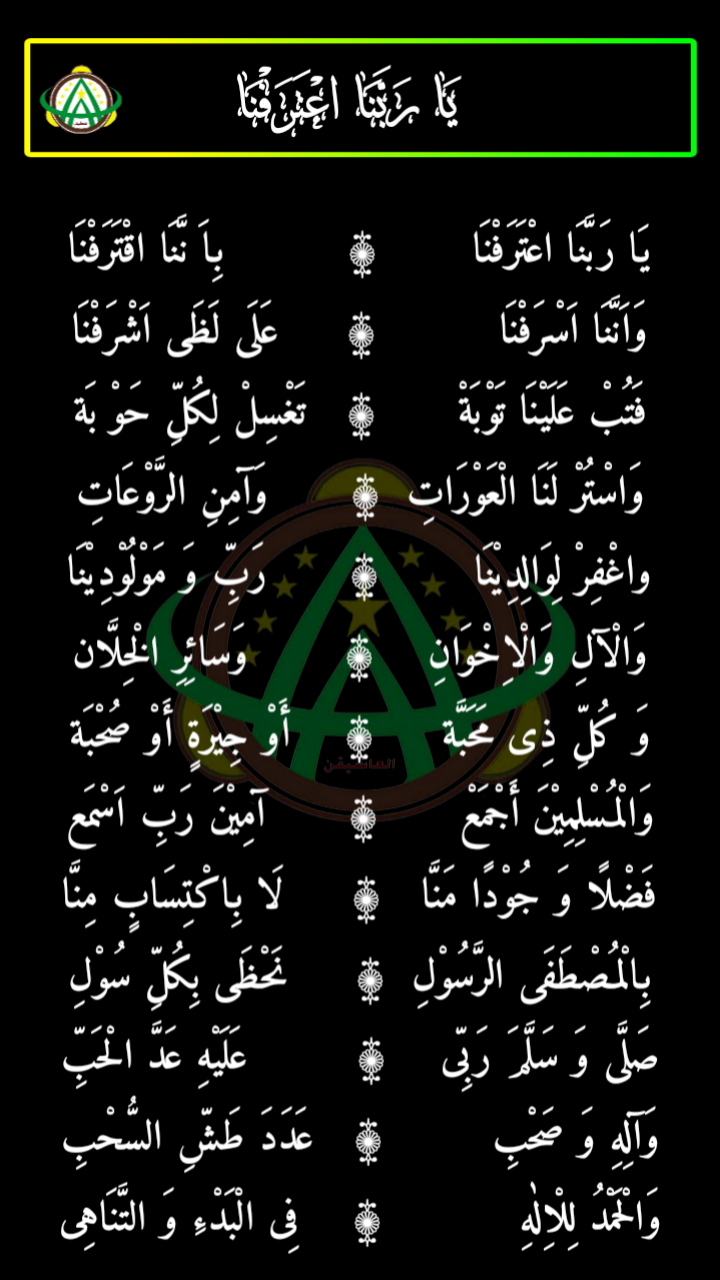 يَا رَبَّنَا اعْتَرَفْنَا
يَا رَبَّنَا اعْتَرَفْنَا ۞ بِاَ نَّنَا اقْتَرَفْنَا
وَاَنَّنَا اَسْرَفْنَا ۞ عَلَى لَظَى اَشْرَفْنَا
فَتُبْ عَلَيْنَا تَوْبَةْ ۞ تَغْسِلْ لِكُلِّ حَوْ بَة
وَاسْتُرْ لَنَا الْعَوْرَاتِ ۞ وَآمِنِ الرَّوْعَاتِ
واغْفِرْ لِوَالِدِيْنَا ۞ رَبِّ وَ مَوْلُوْدِيْنَا
وَالْآلِ وَالْاِخْوَانِ ۞ وَسَائِرِ الْخِلَّان
وَ كُلِّ ذِى مَحَبَّة ۞ أَوْ جِيْرَةٍ أَوْ صُحْبَة
وَالْمُسْلِمِيْنَ أَجْمَعْ ۞ آمِيْنَ رَبِّ اَسْمَع
فَضْلًا وَ جُوْدًا مَنَّا ۞ لَا بِاكْتِسَابٍ مِنَّا
بِالْمُصْطَفَى الرَّسُوْلِ ۞ نَحْظَى بِكُلِّ سُوْلِ
صَلَّى وَ سَلَّمَ رَبِّى ۞ عَلَيْهِ عَدَّ الْحَبِّ
وَآلِهِ وَ صَحْبِ ۞ عَدَدَ طَشِّ السُّحْبِ
وَالْحَمْدُ لِلْاِلٰهِ ۞ فِى الْبَدْءِ وَ التَّنَاهِى